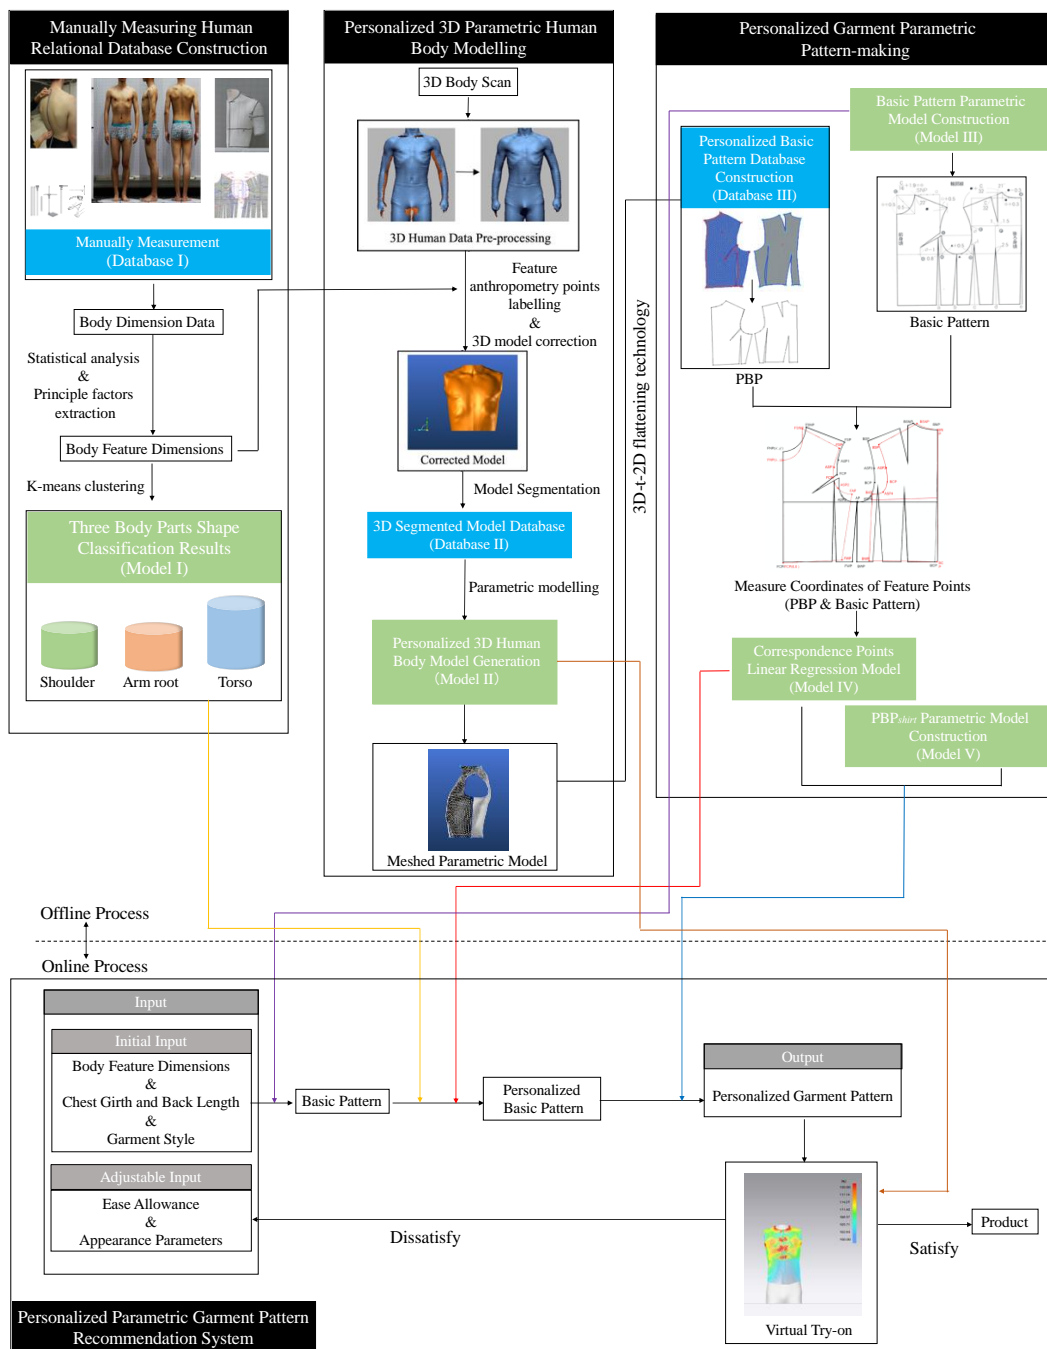 Manually Measuring Human
Relational Database Construction
Manually Measurement
(Database I)
Body Dimension Data
Statistical analysis
&
Principle factors
extraction
Body Feature Dimensions
K-means clustering
Three Body Parts Shape
Classification Results
(Model I)
Shoulder
Arm root
Torso
Personalized 3D Parametric Human
Body Modelling
3D Body Scan
3D Human Data Pre-processing
Feature
anthropometry points
labelling
&
3D model correction
Corrected Model
Model Segmentation
3D Segmented Model Database
(Database II)
Parametric modelling
Personalized 3D Human
Body Model Generation
(Model II)
Meshed Parametric Model
3D-t-2D flattening technology
Personalized Garment Parametric
Pattern-making
Basic Pattern Parametric
Model Construction
(Model III)
Personalized Basic
Pattern Database
Construction
(Database III)
PBP
Basic Pattern
Measure Coordinates of Feature Points
(PBP & Basic Pattern)
Correspondence Points
Linear Regression Model
(Model IV)
PBPshirt Parametric Model
Construction
(Model V)
Offline Process
Online Process
Input
Initial Input
Body Feature Dimensions
&
Chest Girth and Back Length
&
Garment Style
Adjustable Input
Ease Allowance
&
Appearance Parameters
Basic Pattern
Personalized
Basic Pattern
Output
Personalized Garment Pattern
Virtual Try-on
Dissatisfy
Satisfy
Product
Personalized Parametric Garment Pattern
Recommendation System